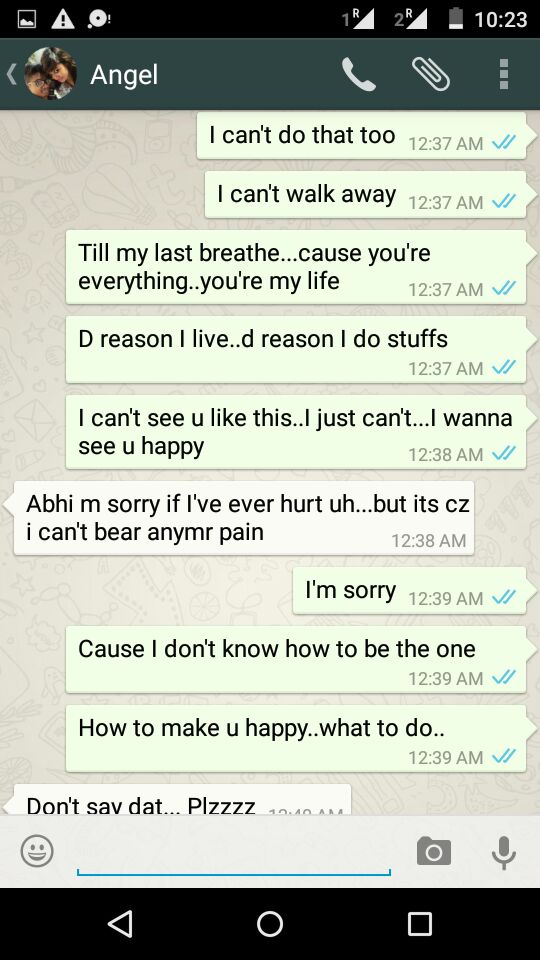 1 R 2 R 10:23
Angel
I can't do that too 12:37 AM
I can't walk away 12:37 AM
Till my last breathe...cause you're
everything..you're my life 12:37 AM
D reason I live..d reason I do stuffs
12:37 AM
I can't see u like this..I just can't...I wanna
see u happy 12:38 AM
Abhi m sorry if I've ever hurt uh...but its cz
i can't bear anymr pain 12:38 AM
I'm sorry 12:39 AM
Cause I don't know how to be the one
12:39 AM
How to make u happy..what to do..
12:39 AM
Don't say dat... Plzzzz